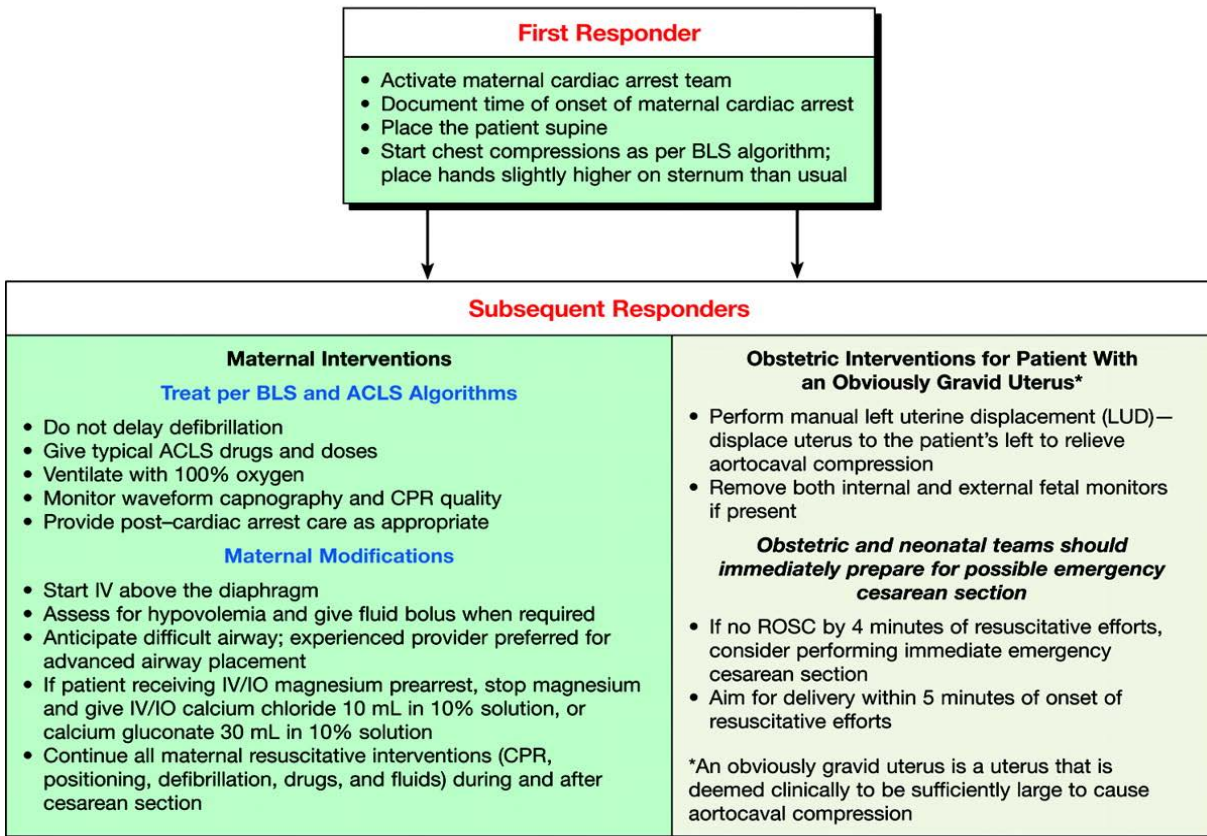 First Responder
• Activate maternal cardiac arrest team
• Document time of onset of maternal cardiac arrest
• Place the patient supine
• Start chest compressions as per BLS algorithm;
place hands slightly higher on sternum than usual
Subsequent Responders
Maternal Interventions
Treat per BLS and ACLS Algorithms
• Do not delay defibrillation
• Give typical ACLS drugs and doses
• Ventilate with 100% oxygen
• Monitor waveform capnography and CPR quality
• Provide post–cardiac arrest care as appropriate
Maternal Modifications
• Start IV above the diaphragm
• Assess for hypovolemia and give fluid bolus when required
• Anticipate difficult airway; experienced provider preferred for
advanced airway placement
• If patient receiving IV/IO magnesium prearrest, stop magnesium
and give IV/IO calcium chloride 10 mL in 10% solution, or
calcium gluconate 30 mL in 10% solution
• Continue all maternal resuscitative interventions (CPR,
positioning, defibrillation, drugs, and fluids) during and after
cesarean section
Obstetric Interventions for Patient With
an Obviously Gravid Uterus*
• Perform manual left uterine displacement (LUD)—
displace uterus to the patient's left to relieve
aortocaval compression
• Remove both internal and external fetal monitors
if present
Obstetric and neonatal teams should
immediately prepare for possible emergency
cesarean section
• If no ROSC by 4 minutes of resuscitative efforts,
consider performing immediate emergency
cesarean section
• Aim for delivery within 5 minutes of onset of
resuscitative efforts
*An obviously gravid uterus is a uterus that is
deemed clinically to be sufficiently large to cause
aortocaval compression